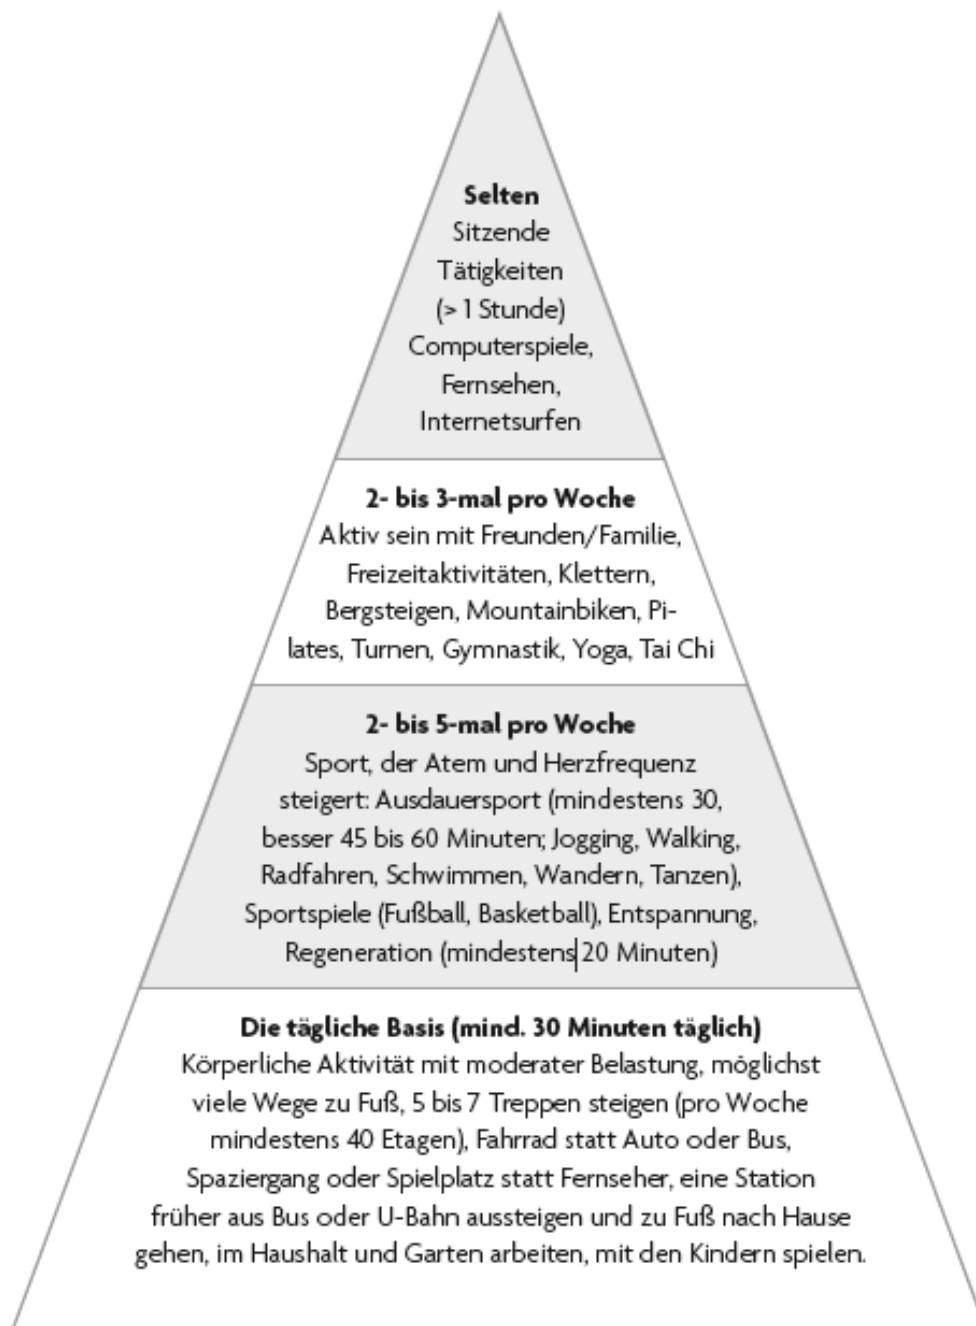 Selten
Sitzende
Tätigkeiten
(> 1 Stunde)
Computerspiele,
Fernsehen,
Internetsurfen
2- bis 3-mal pro Woche
Aktiv sein mit Freunden/Familie,
Freizeitaktivitäten, Klettern,
Bergsteigen, Mountainbiken, Pi-
lates, Turnen, Gymnastik, Yoga, Tai Chi
2- bis 5-mal pro Woche
Sport, der Atem und Herzfrequenz
steigert: Ausdauersport (mindestens 30,
besser 45 bis 60 Minuten; Jogging, Walking,
Radfahren, Schwimmen, Wandern, Tanzen),
Sportspiele (Fußball, Basketball), Entspannung,
Regeneration (mindestens 20 Minuten)
Die tägliche Basis (mind. 30 Minuten täglich)
Körperliche Aktivität mit moderater Belastung, möglichst
viele Wege zu Fuß, 5 bis 7 Treppen steigen (pro Woche
mindestens 40 Etagen), Fahrrad statt Auto oder Bus,
Spaziergang oder Spielplatz statt Fernseher, eine Station
früher aus Bus oder U-Bahn aussteigen und zu Fuß nach Hause
gehen, im Haushalt und Garten arbeiten, mit den Kindern spielen.